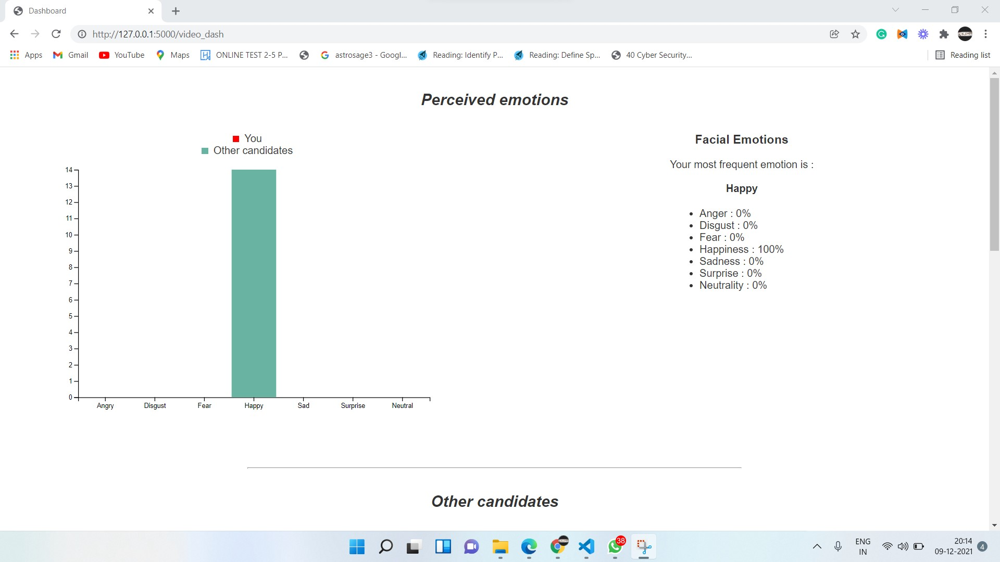 Dashboard
http://127.0.0.1:5000/video_dash
Apps
Gmail
YouTube
Maps
ONLINE TEST 2-5 P...
astrosage3 - Googl...
Reading: Identify P...
Reading: Define Sp...
40 Cyber Security...
Reading list
Perceived emotions
You
Other candidates
14
13
12
11
10
9
8
7
6
5
4
3
2
1
0
Angry
Disgust
Fear
Happy
Sad
Surprise
Neutral
Facial Emotions
Your most frequent emotion is :
Happy
Anger : 0%
Disgust : 0%
Fear : 0%
Happiness : 100%
Sadness : 0%
Surprise : 0%
Neutrality : 0%
Other candidates
38
ENG
IN
20:14
09-12-2021
4